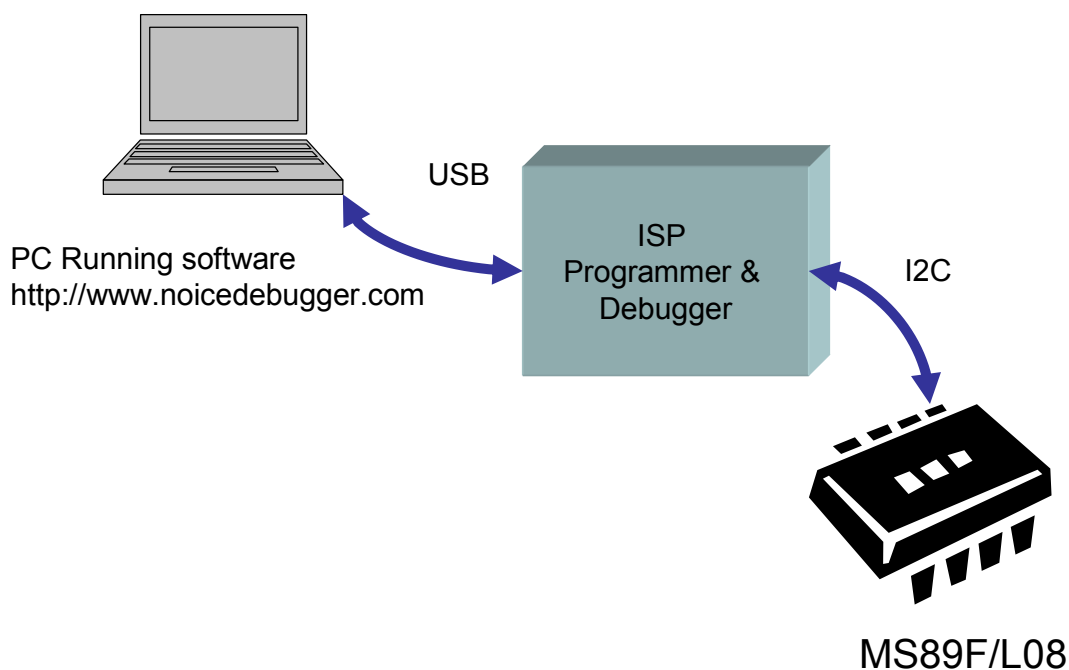 USB
PC Running software
http://www.noicedebugger.com
ISP
Programmer &
Debugger
I2C
MS89F/L08